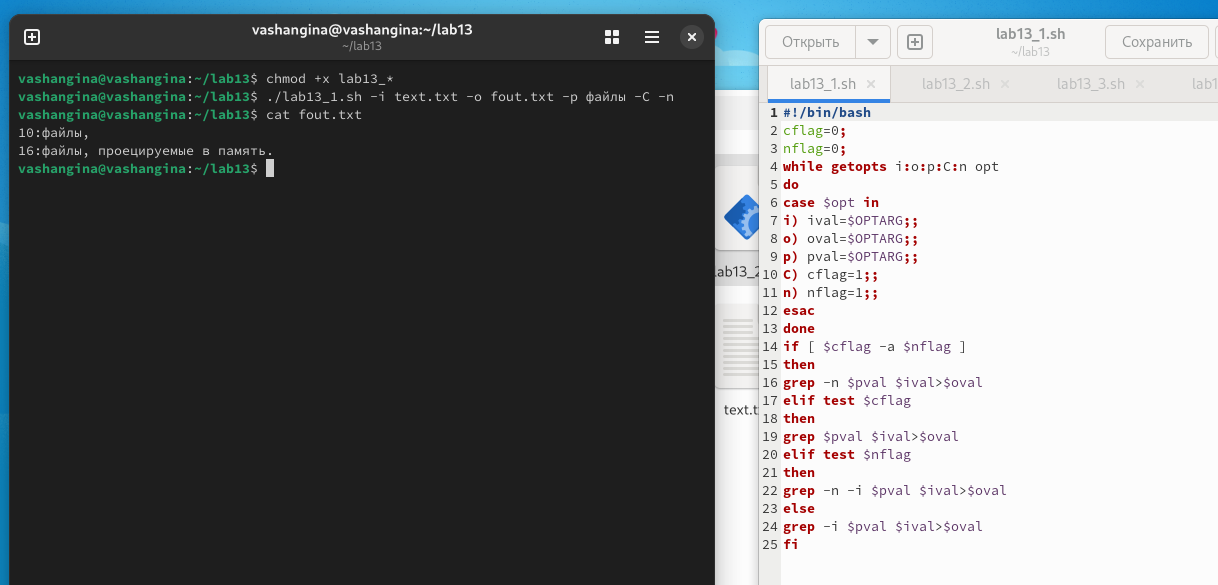 vashangina@vashangina:~/lab13
~/lab13
vashangina@vashangina:~/lab13$ chmod +x lab13_*
vashangina@vashangina:~/lab13$ ./lab13_1.sh -i text.txt -o fout.txt -p файлы -C -n
vashangina@vashangina:~/lab13$ cat fout.txt
10:файлы,
16:файлы, проецируемые в память.
vashangina@vashangina:~/lab13$
lab13_2
text.t
Открыть
lab13_1.sh
~/lab13
Сохранить
lab13_1.sh
lab13_2.sh
lab13_3.sh
lab1
1 #!/bin/bash
2 cflag=0;
3 nflag=0;
4 while getopts i:o:p:C:n opt
5 do
6 case $opt in
7 i) ival=$OPTARG;;
8 o) oval=$OPTARG;;
9 p) pval=$OPTARG;;
10 C) cflag=1;;
11 n) nflag=1;;
12 esac
13 done
14 if [ $cflag -a $nflag ]
15 then
16 grep -n $pval $ival>$oval
17 elif test $cflag
18 then
19 grep $pval $ival>$oval
20 elif test $nflag
21 then
22 grep -n -i $pval $ival>$oval
23 else
24 grep -i $pval $ival>$oval
25 fi